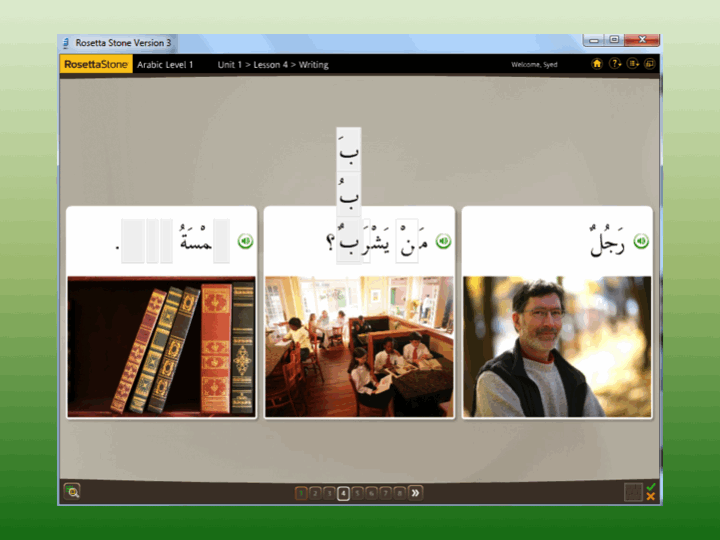 Rosetta Stone Version 3
RosettaStone Arabic Level 1 Unit 1 > Lesson 4 > Writing Welcome, Syed
بَ
بُ
رَجُلٌ
مَنْ يَشْرَبٌ؟
مْسَةُ .
1 2 3 4 5 6 7 8 »